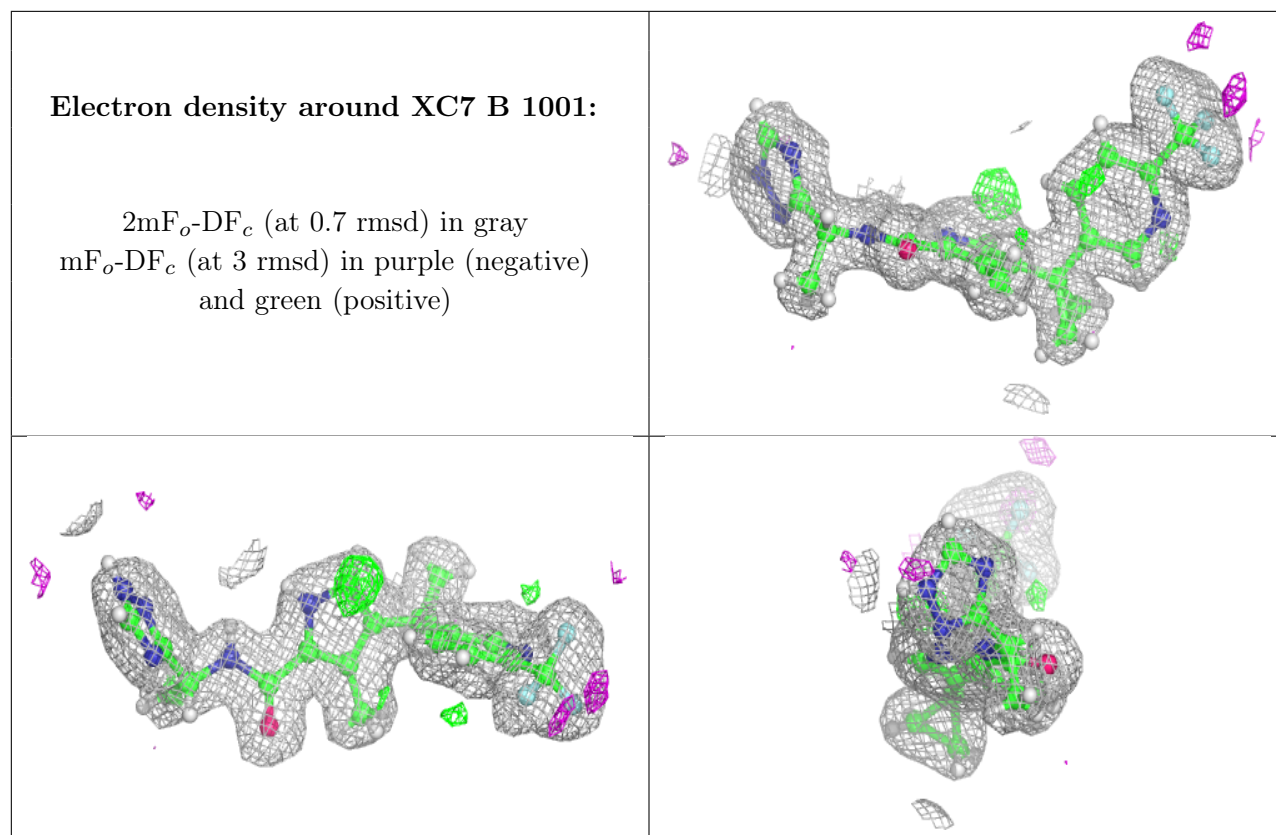 Electron density around XC7 B 1001:
2mFo-DFc (at 0.7 rmsd) in gray
mFo-DFc (at 3 rmsd) in purple (negative)
and green (positive)